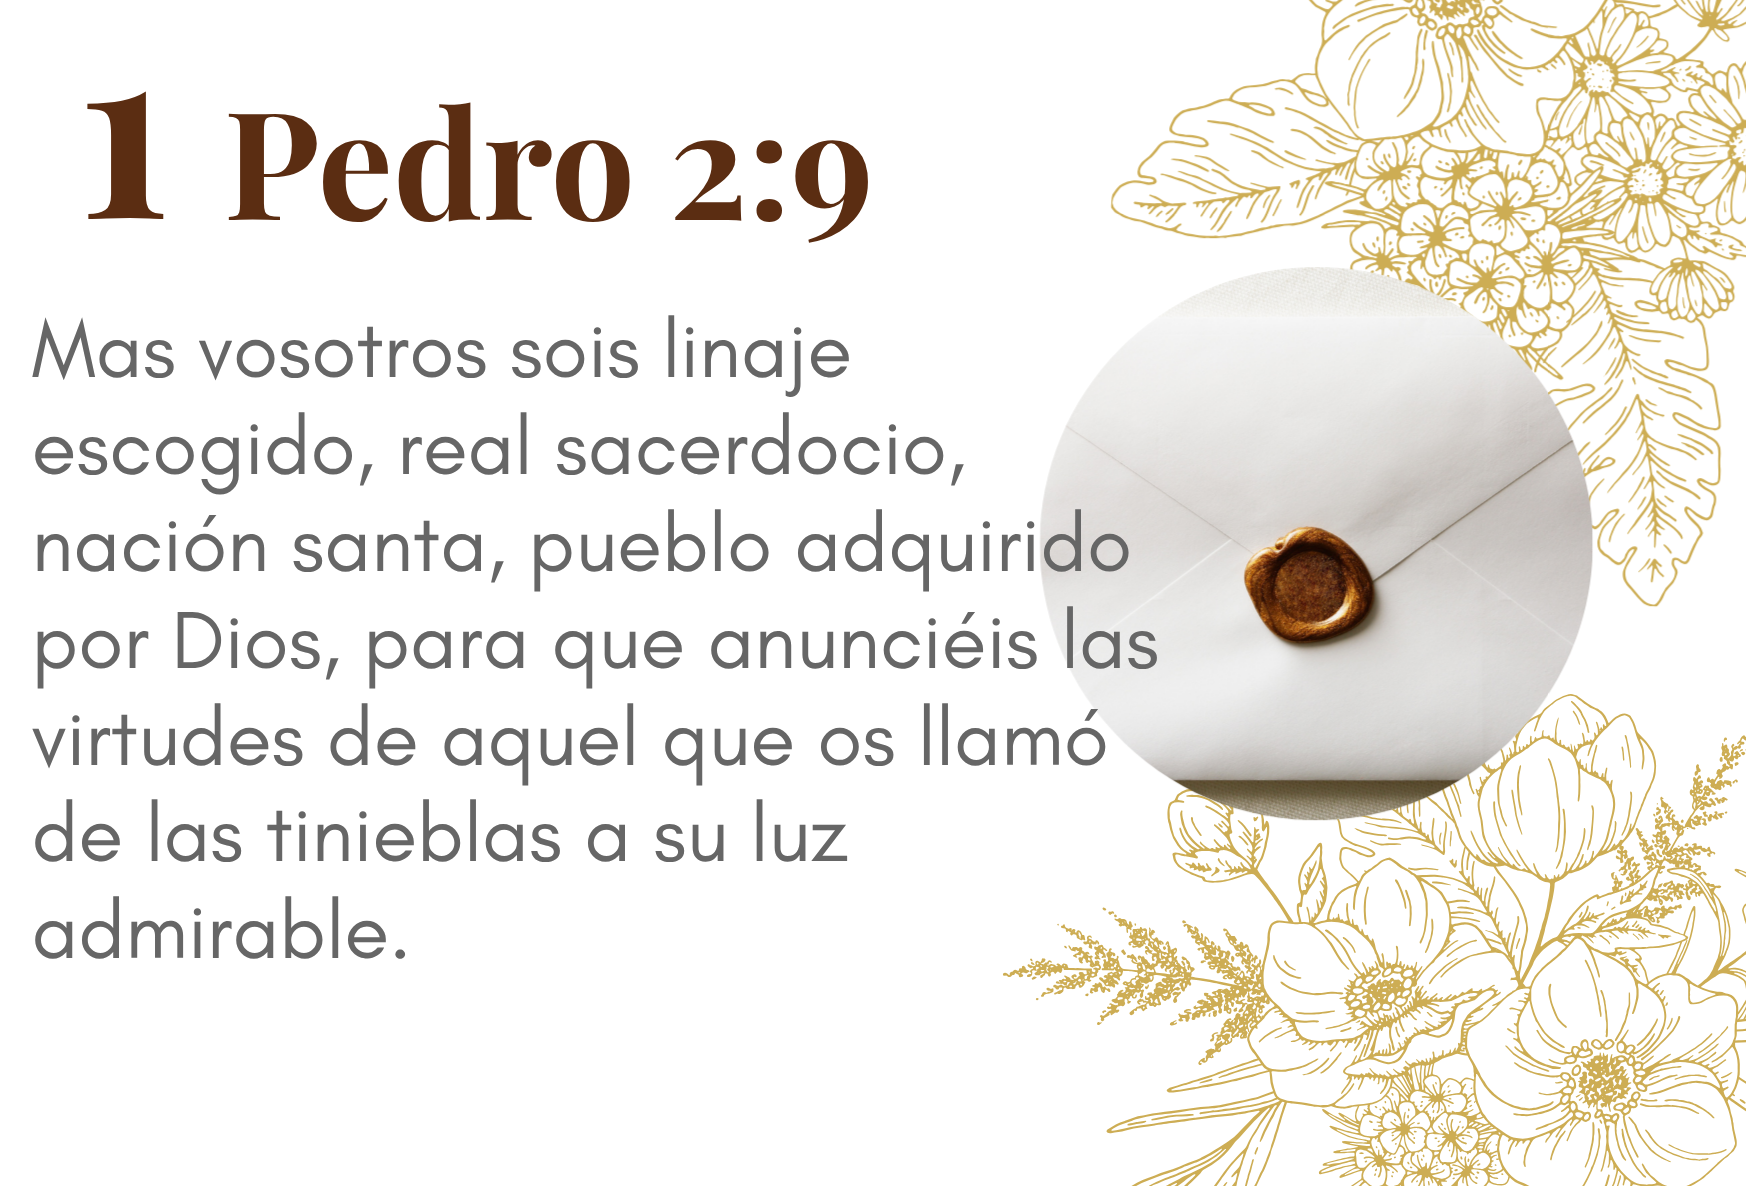 1 Pedro 2:9
Mas vosotros sois linaje
escogido, real sacerdocio,
nación santa, pueblo adquirido
por Dios, para que anunciéis las
virtudes de aquel que os llamó
de las tinieblas a su luz
admirable.